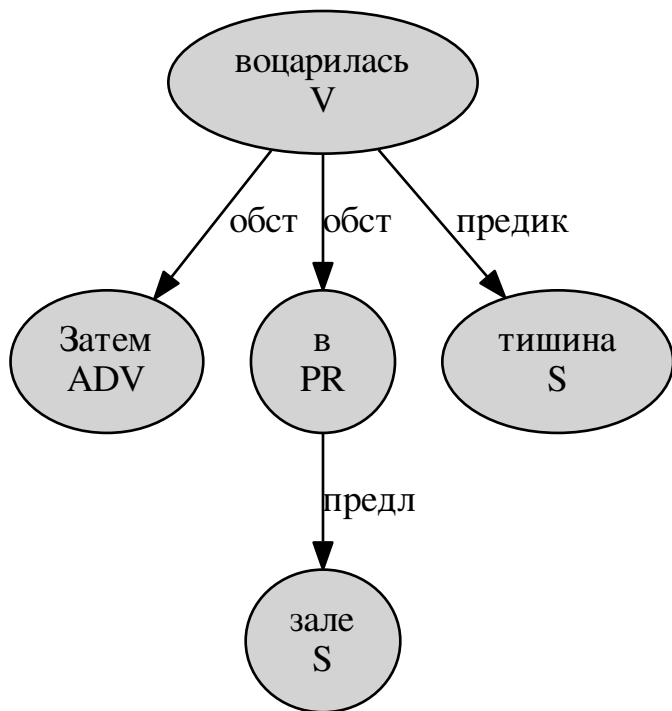 воцарилась
V
обст
обст
предик
Затем
ADV
в
PR
тишина
S
предл
зале
S